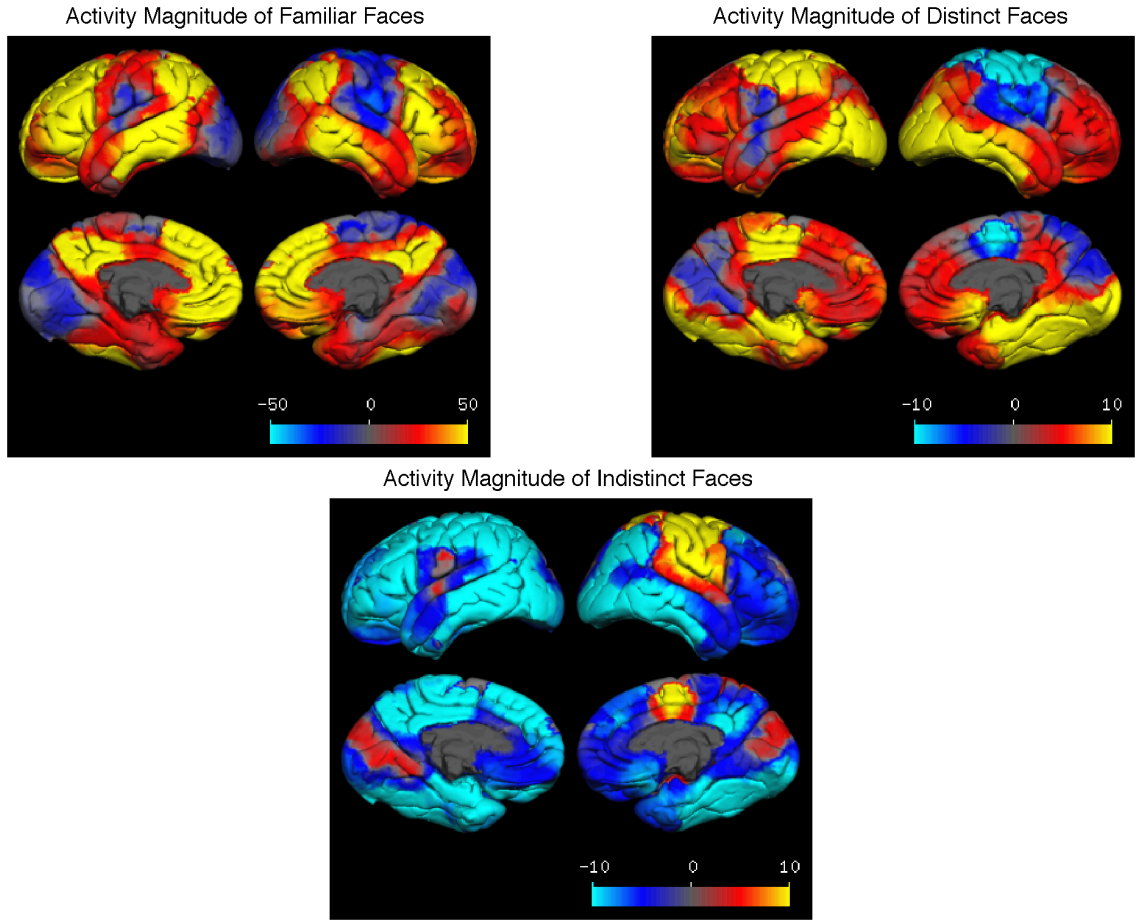 Activity Magnitude of Familiar Faces
Activity Magnitude of Distinct Faces
-50 0 50
-10 0 10
Activity Magnitude of Indistinct Faces
-10 0 10